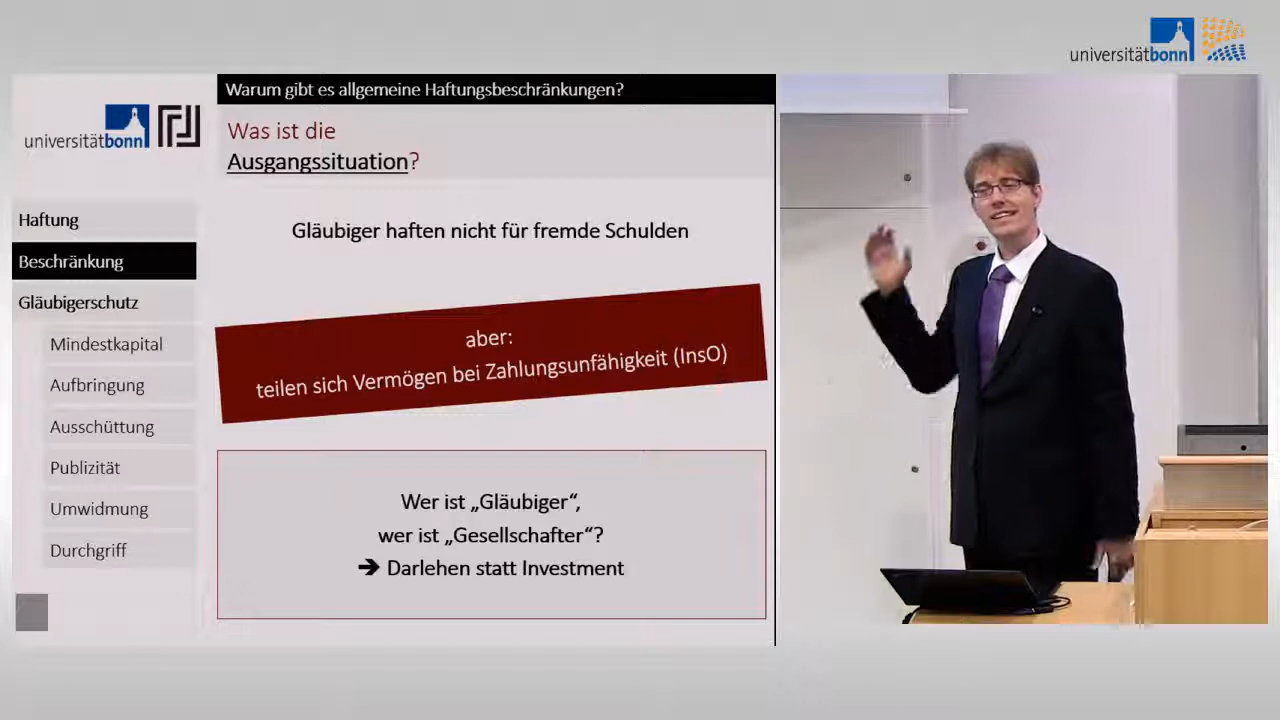 universitätbonn
Warum gibt es allgemeine Haftungsbeschränkungen?
universitätbonn
Was ist die
Ausgangssituation?
Haftung
Beschränkung
Gläubigerschutz
Mindestkapital
Aufbringung
Ausschüttung
Publizität
Umwidmung
Durchgriff
Gläubiger haften nicht für fremde Schulden
aber:
teilen sich Vermögen bei Zahlungsunfähigkeit (InsO)
Wer ist „Gläubiger“,
wer ist „Gesellschafter“?
➔ Darlehen statt Investment